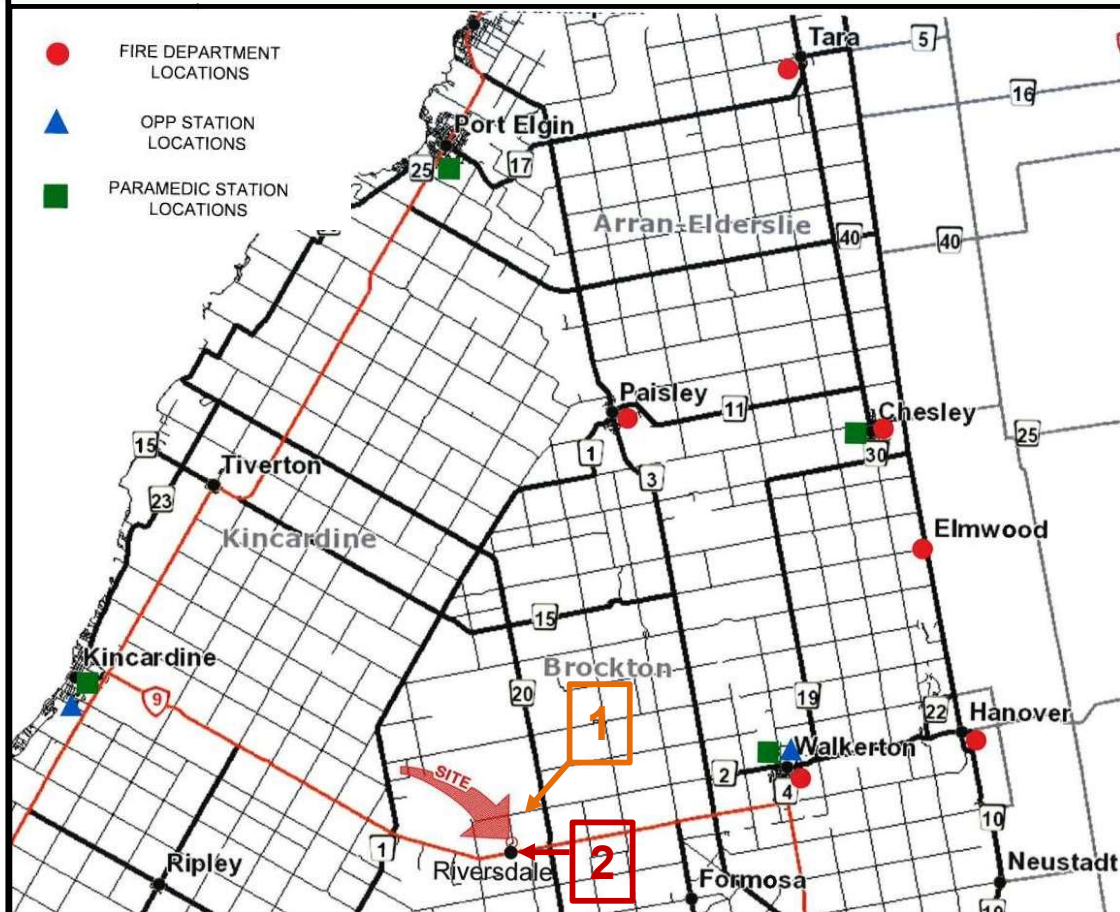 FIRE DEPARTMENT
LOCATIONS
OPP STATION
LOCATIONS
PARAMEDIC STATION
LOCATIONS
Tara
5
16
Port Elgin
25
17
Arran-Elderslie
40
40
Paisley
11
Chesley
1
3
30
25
15
Tiverton
23
Kincardine
Elmwood
15
Brockton
Kincardine
9
20
1
19
22
Hanover
Walkerton
2
4
SITE
10
1
2
Ripley
Riversdale
Formosa
Neustadt
10